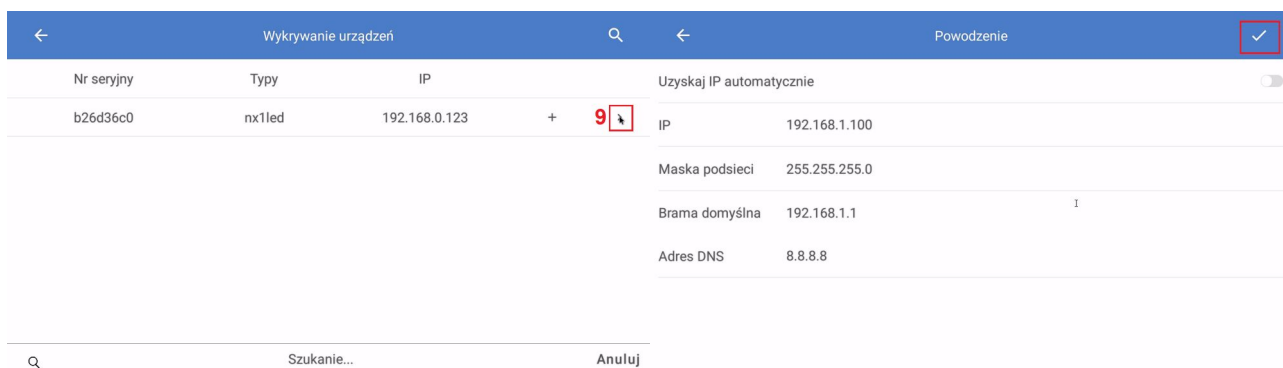 Wykrywanie urządzeń
Nr seryjny Typy IP
b26d36c0 nx1led 192.168.0.123 + 9
Szukanie... Anuluj
Powodzenie
Uzyskaj IP automatycznie
IP 192.168.1.100
Maska podsieci 255.255.255.0
Brama domyślna 192.168.1.1
Adres DNS 8.8.8.8